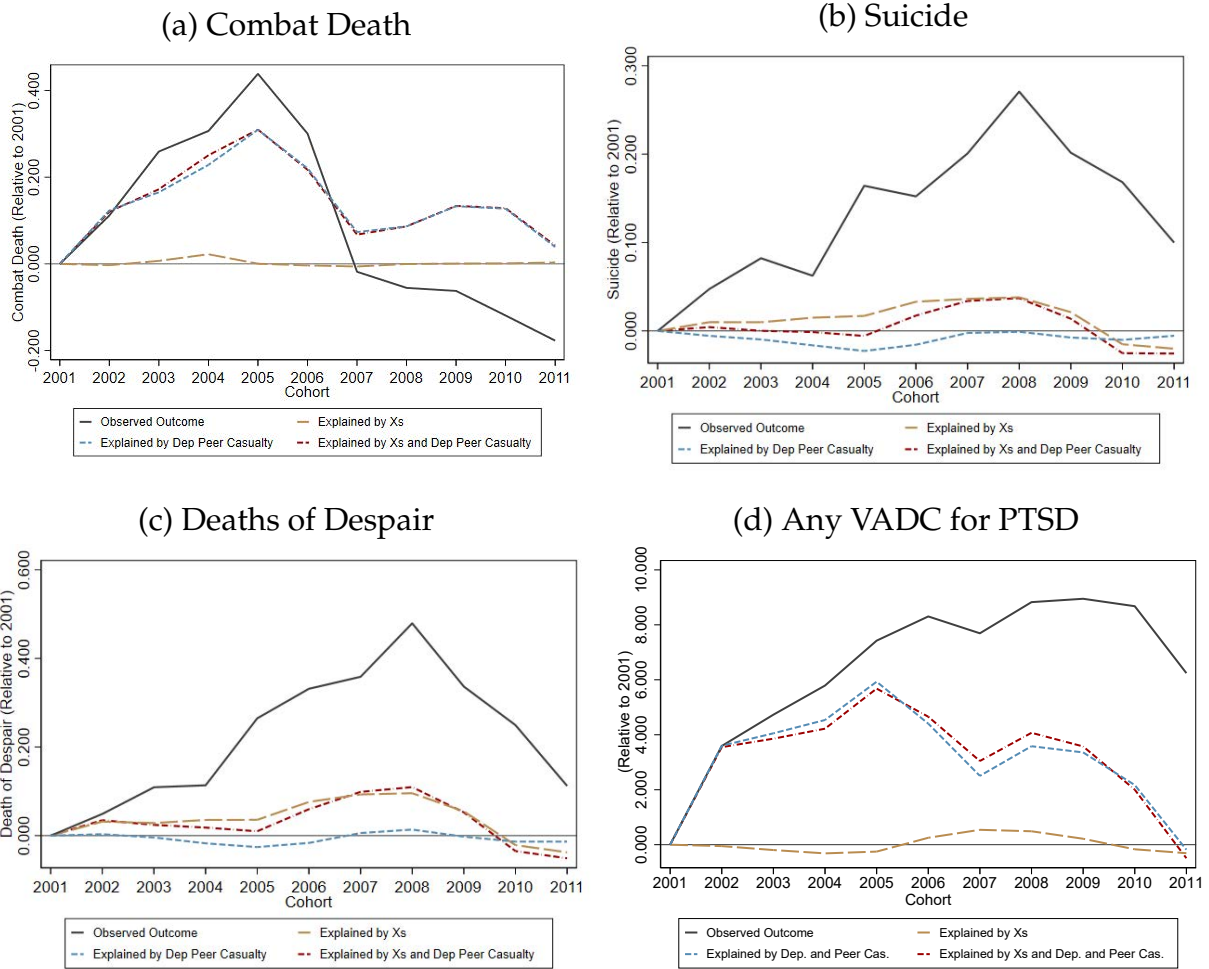 (a) Combat Death
Combat Death (Relative to 2001)
0.400
0.200
0.000
-0.200
2001 2002 2003 2004 2005 2006 2007 2008 2009 2010 2011
Cohort
Observed Outcome Explained by Xs
Explained by Dep Peer Casualty Explained by Xs and Dep Peer Casualty
(b) Suicide
Suicide (Relative to 2001)
0.300
0.200
0.100
0.000
2001 2002 2003 2004 2005 2006 2007 2008 2009 2010 2011
Cohort
Observed Outcome Explained by Xs
Explained by Dep Peer Casualty Explained by Xs and Dep Peer Casualty
(c) Deaths of Despair
Death of Despair (Relative to 2001)
0.600
0.400
0.200
0.000
2001 2002 2003 2004 2005 2006 2007 2008 2009 2010 2011
Cohort
Observed Outcome Explained by Xs
Explained by Dep Peer Casualty Explained by Xs and Dep Peer Casualty
(d) Any VADC for PTSD
(Relative to 2001)
10.000
8.000
6.000
4.000
2.000
0.000
2001 2002 2003 2004 2005 2006 2007 2008 2009 2010 2011
Cohort
Observed Outcome Explained by Xs
Explained by Dep. and Peer Cas. Explained by Xs and Dep. and Peer Cas.